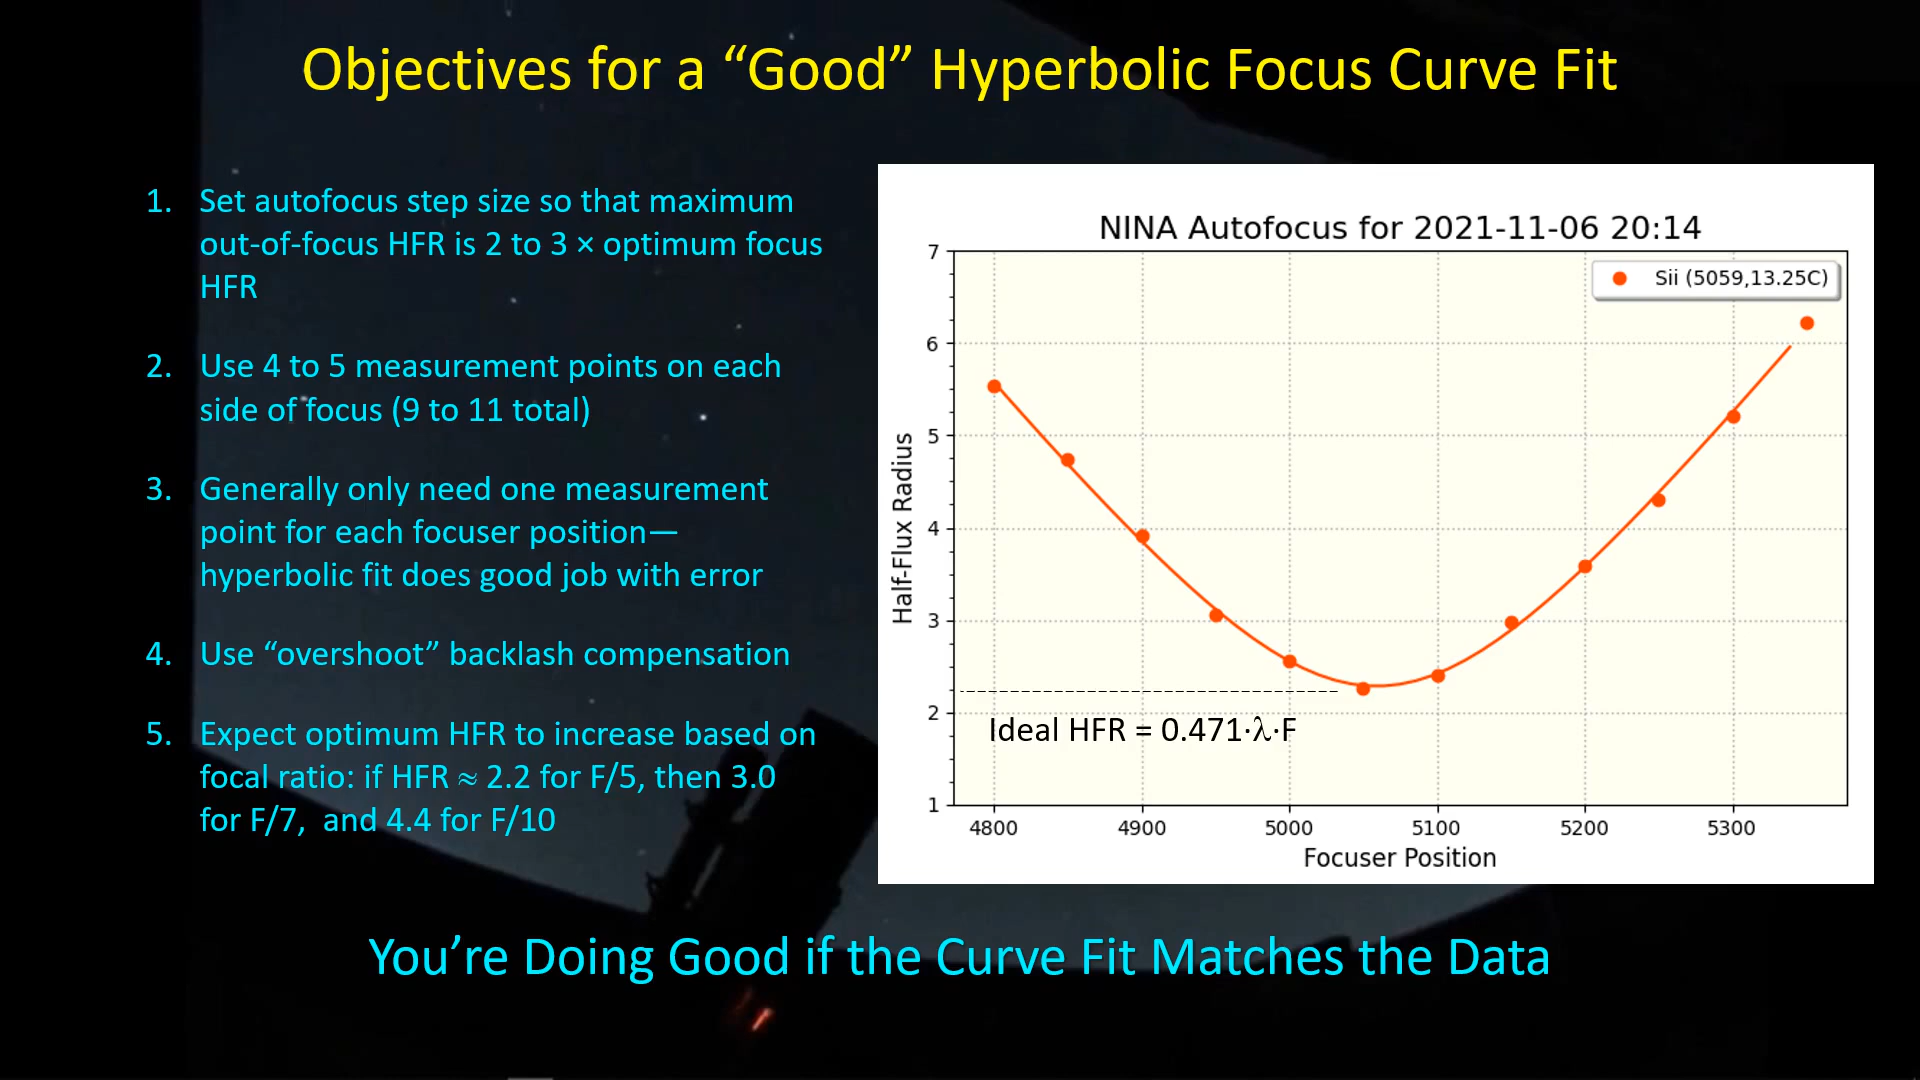 Objectives for a “Good” Hyperbolic Focus Curve Fit
1. Set autofocus step size so that maximum
out-of-focus HFR is 2 to 3 × optimum focus
HFR
2. Use 4 to 5 measurement points on each
side of focus (9 to 11 total)
3. Generally only need one measurement
point for each focuser position—
hyperbolic fit does good job with error
4. Use “overshoot” backlash compensation
5. Expect optimum HFR to increase based on
focal ratio: if HFR ≈ 2.2 for F/5, then 3.0
for F/7, and 4.4 for F/10
NINA Autofocus for 2021-11-06 20:14
Sii (5059,13.25C)
Half-Flux Radius
7
6
5
4
3
2
1
Ideal HFR = 0.471·λ·F
4800 4900 5000 5100 5200 5300
Focuser Position
You’re Doing Good if the Curve Fit Matches the Data